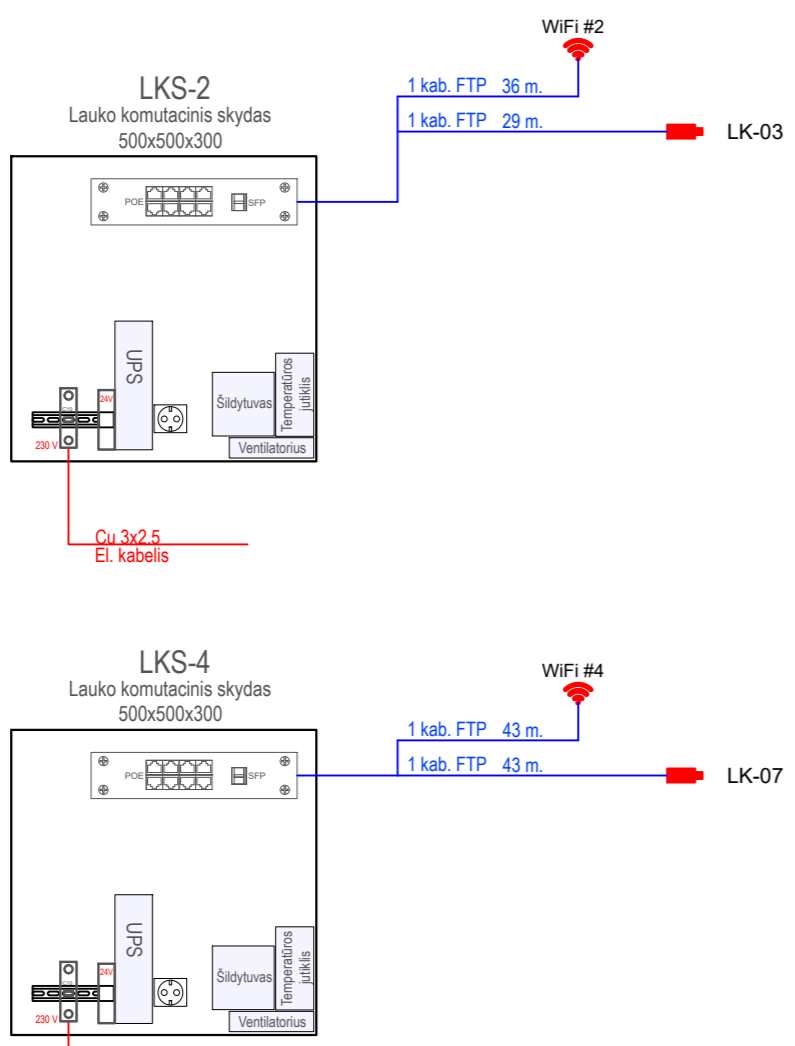 WiFi #2
LKS-2
Lauko komutacinis skydas
500x500x300
1 kab. FTP 36 m.
1 kab. FTP 29 m.
LK-03
POE
SFP
UPS
24V
Šildytuvas
Temperatūros
jutiklis
Ventilatorius
230 V
Cu 3x2.5
El. kabelis
LKS-4
Lauko komutacinis skydas
500x500x300
WiFi #4
1 kab. FTP 43 m.
1 kab. FTP 43 m.
LK-07
POE
SFP
UPS
24V
Šildytuvas
Temperatūros
jutiklis
Ventilatorius
230 V